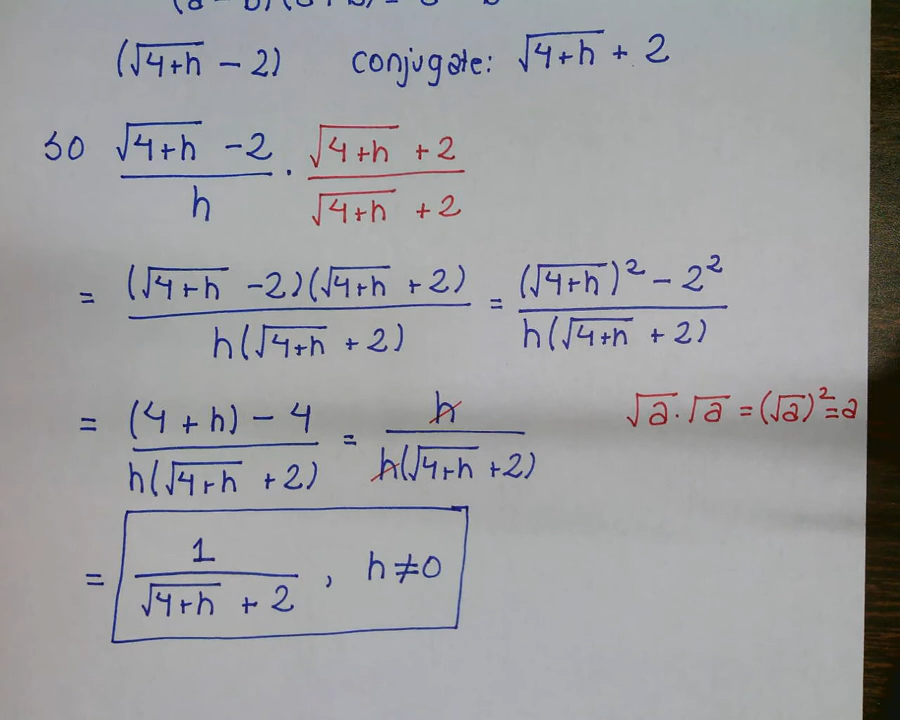 (√4+h − 2)   conjugate: √4+h + 2
so (√4+h − 2)/h · (√4+h + 2)/(√4+h + 2)
= (√4+h − 2)(√4+h + 2)/h(√4+h + 2) = (√4+h)² − 2²/h(√4+h + 2)
= (4 + h) − 4/h(√4+h + 2) = h/h(√4+h + 2)   √a · √a = (√a)² = a
= 1/(√4+h + 2) , h ≠ 0